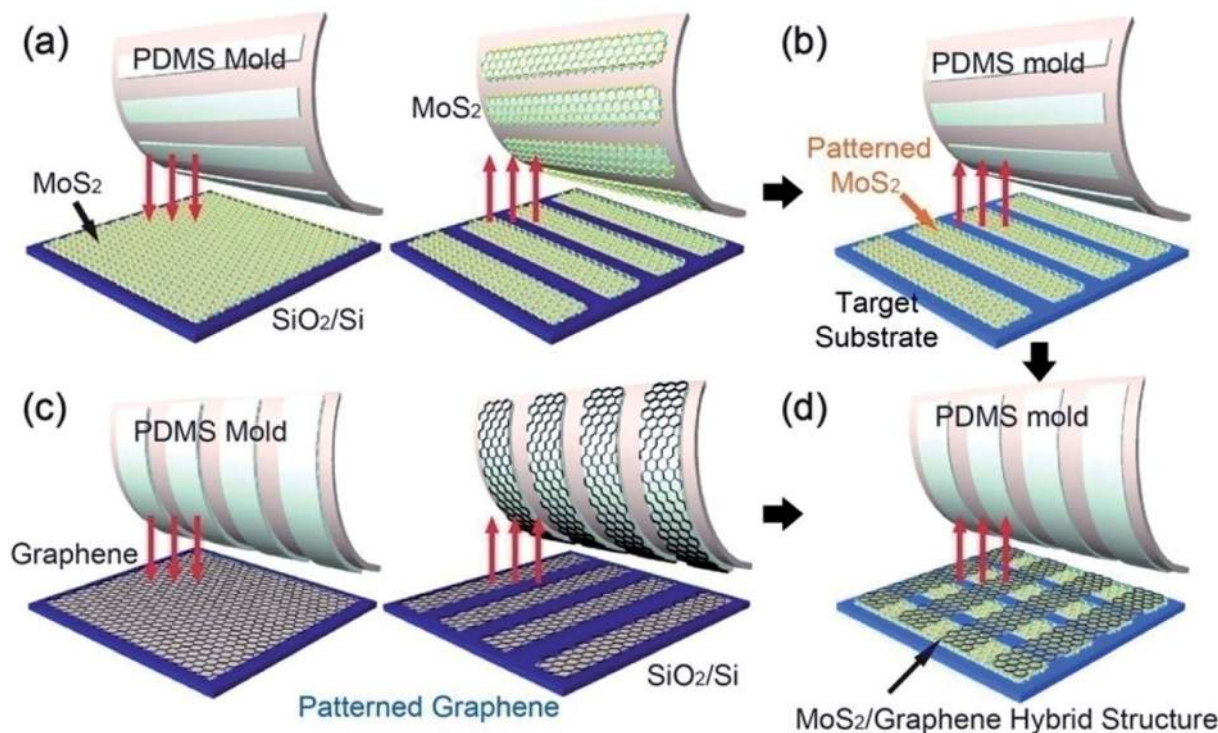 (a)
PDMS Mold
MoS2
SiO2/Si
MoS2
(b)
PDMS mold
Patterned
MoS2
Target
Substrate
(c)
PDMS Mold
Graphene
SiO2/Si
Patterned Graphene
(d)
PDMS mold
MoS2/Graphene Hybrid Structure